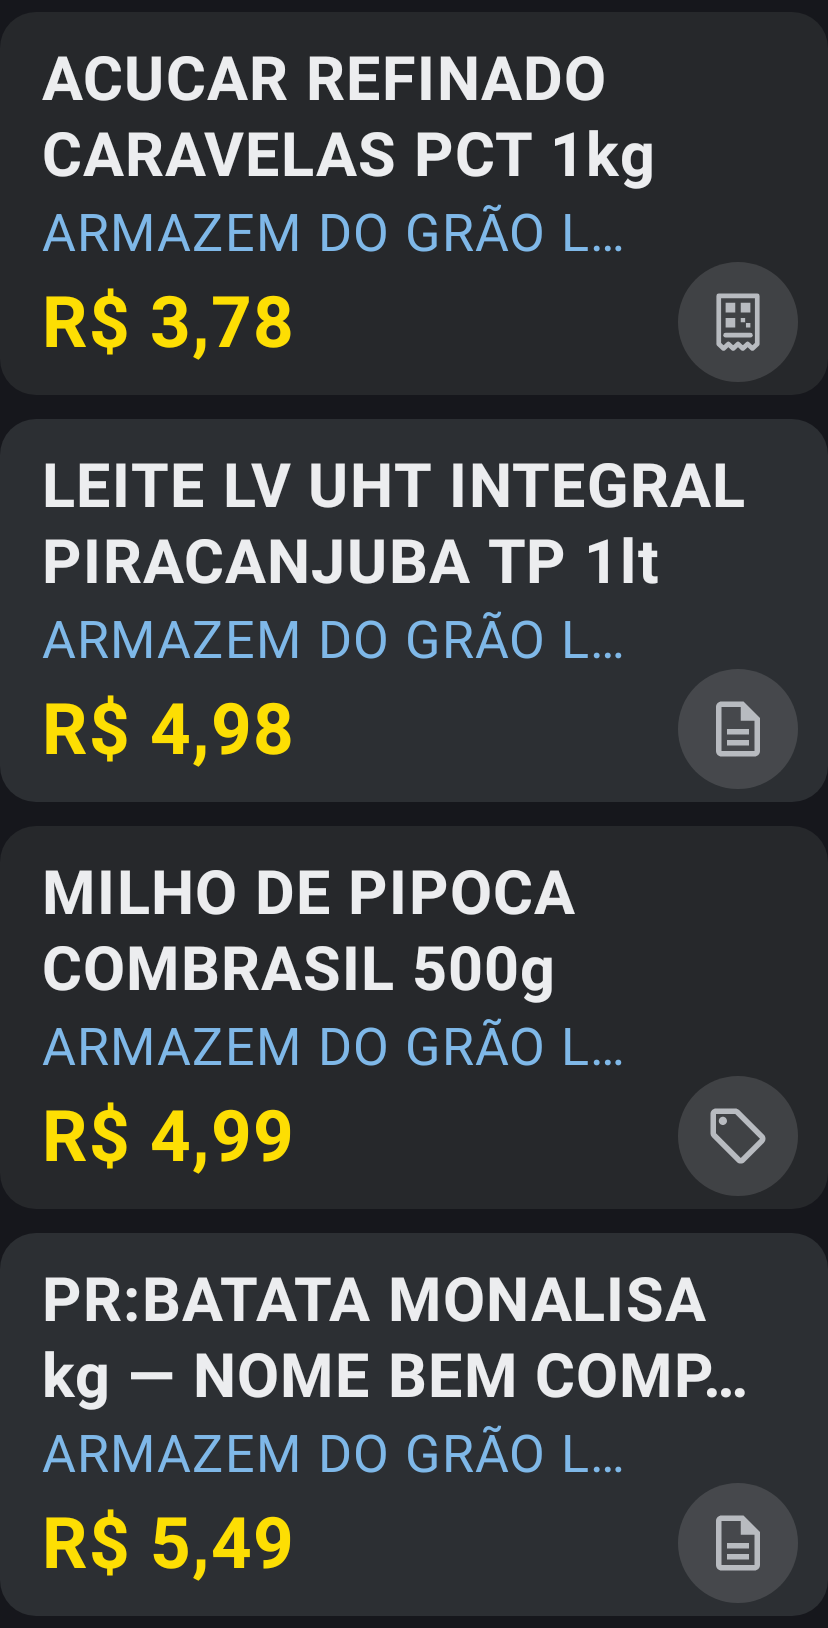 ACUCAR REFINADO
CARAVELAS PCT 1kg
ARMAZEM DO GRÃO L...
R$ 3,78
LEITE LV UHT INTEGRAL
PIRACANJUBA TP 1lt
ARMAZEM DO GRÃO L...
R$ 4,98
MILHO DE PIPOCA
COMBRASIL 500g
ARMAZEM DO GRÃO L...
R$ 4,99
PR:BATATA MONALISA
kg — NOME BEM COMP...
ARMAZEM DO GRÃO L...
R$ 5,49